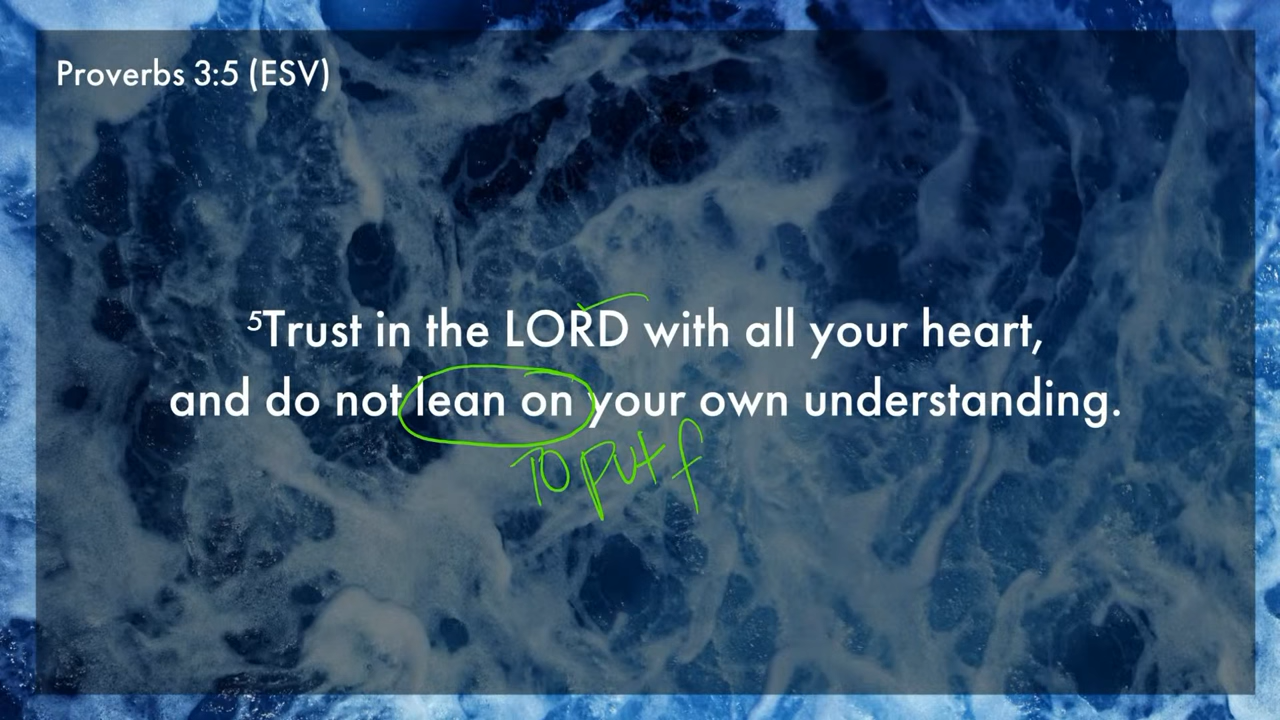 Proverbs 3:5 (ESV)
⁵Trust in the LORD with all your heart,
and do not lean on your own understanding.
TO put f